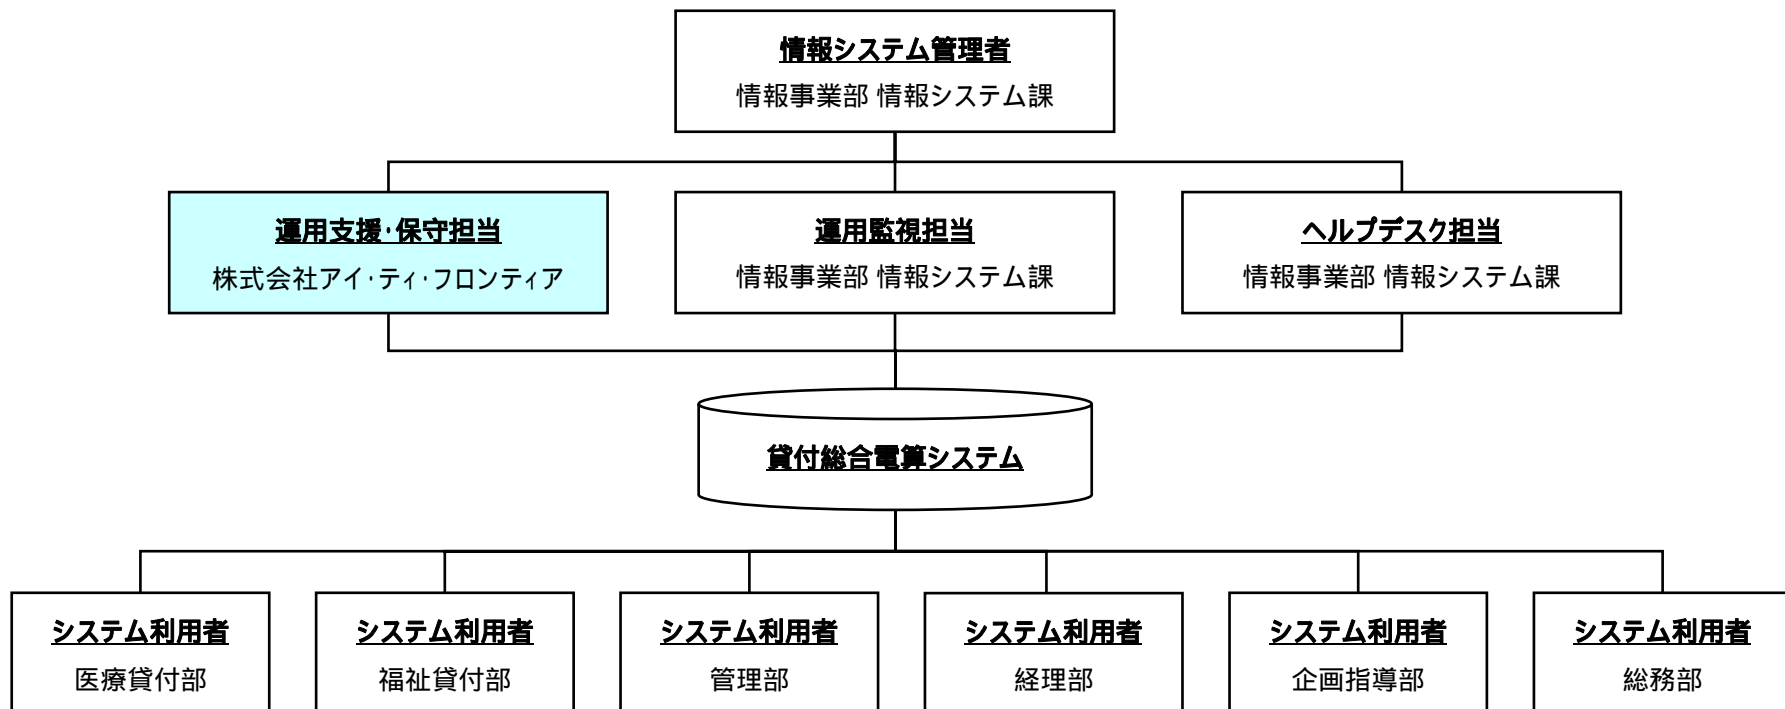 情報システム管理者
情報事業部 情報システム課
運用支援・保守担当
株式会社アイ・ティ・フロンティア
運用監視担当
情報事業部 情報システム課
ヘルプデスク担当
情報事業部 情報システム課
貸付総合電算システム
システム利用者
医療貸付部
システム利用者
福祉貸付部
システム利用者
管理部
システム利用者
経理部
システム利用者
企画指導部
システム利用者
総務部